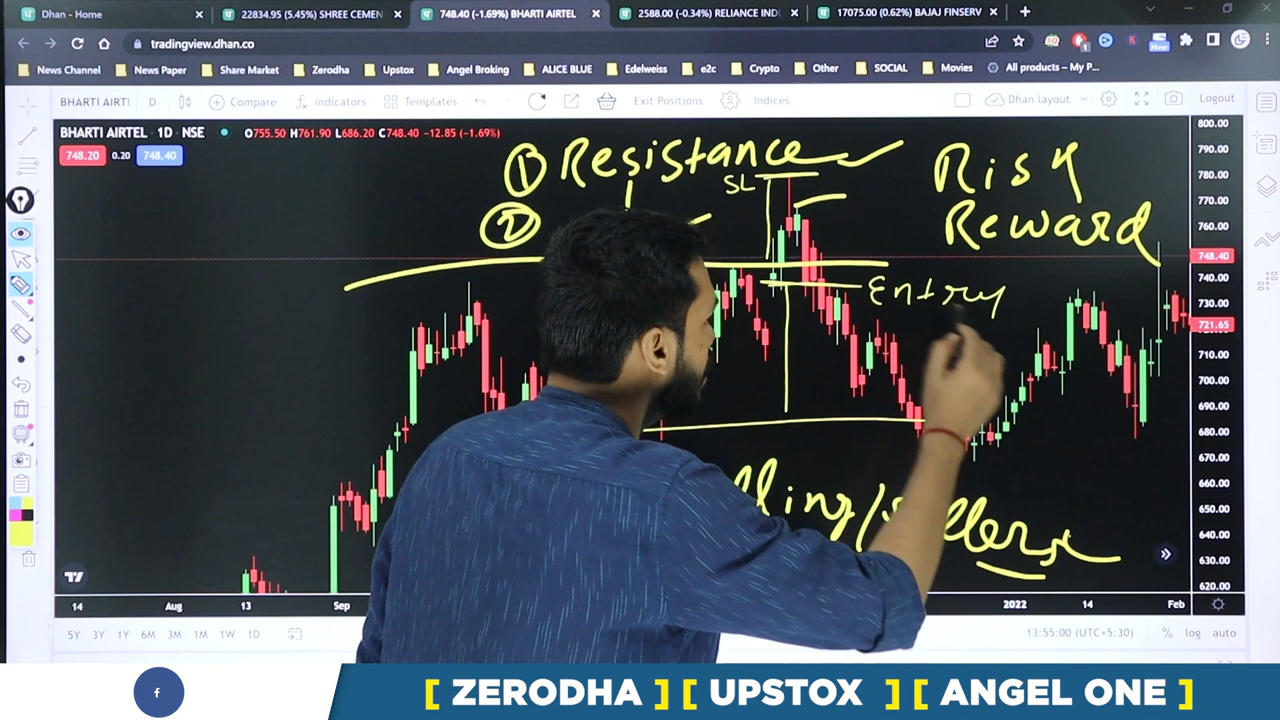 Dhan - Home
22834.95 (5.45%) SHREE CEMEN
748.40 (-1.69%) BHARTI AIRTEL
2588.00 (-0.34%) RELIANCE IND
17075.00 (0.62%) BAJAJ FINSERV
tradingview.dhan.co
New
News Channel News Paper Share Market Zerodha Upstox Angel Broking ALICE BLUE Edelweiss e2c Crypto Other SOCIAL Movies All products – My P...
BHARTI AIRTI D Compare Indicators Templates Exit Positions Indices Dhan layout Logout
BHARTI AIRTEL · 1D · NSE O755.50 H761.90 L686.20 C748.40 −12.85 (−1.69%)
748.20 0.20 748.40
① Resistance
SL
Risk
Reward
②
Entry
800.00
790.00
780.00
770.00
760.00
748.40
740.00
730.00
721.65
710.00
700.00
690.00
680.00
670.00
660.00
650.00
640.00
630.00
620.00
14 Aug 13 Sep 2022 14 Feb
5Y 3Y 1Y 6M 3M 1M 1W 1D
13:55:00 (UTC+5:30) % log auto
[ ZERODHA ] [ UPSTOX ] [ ANGEL ONE ]